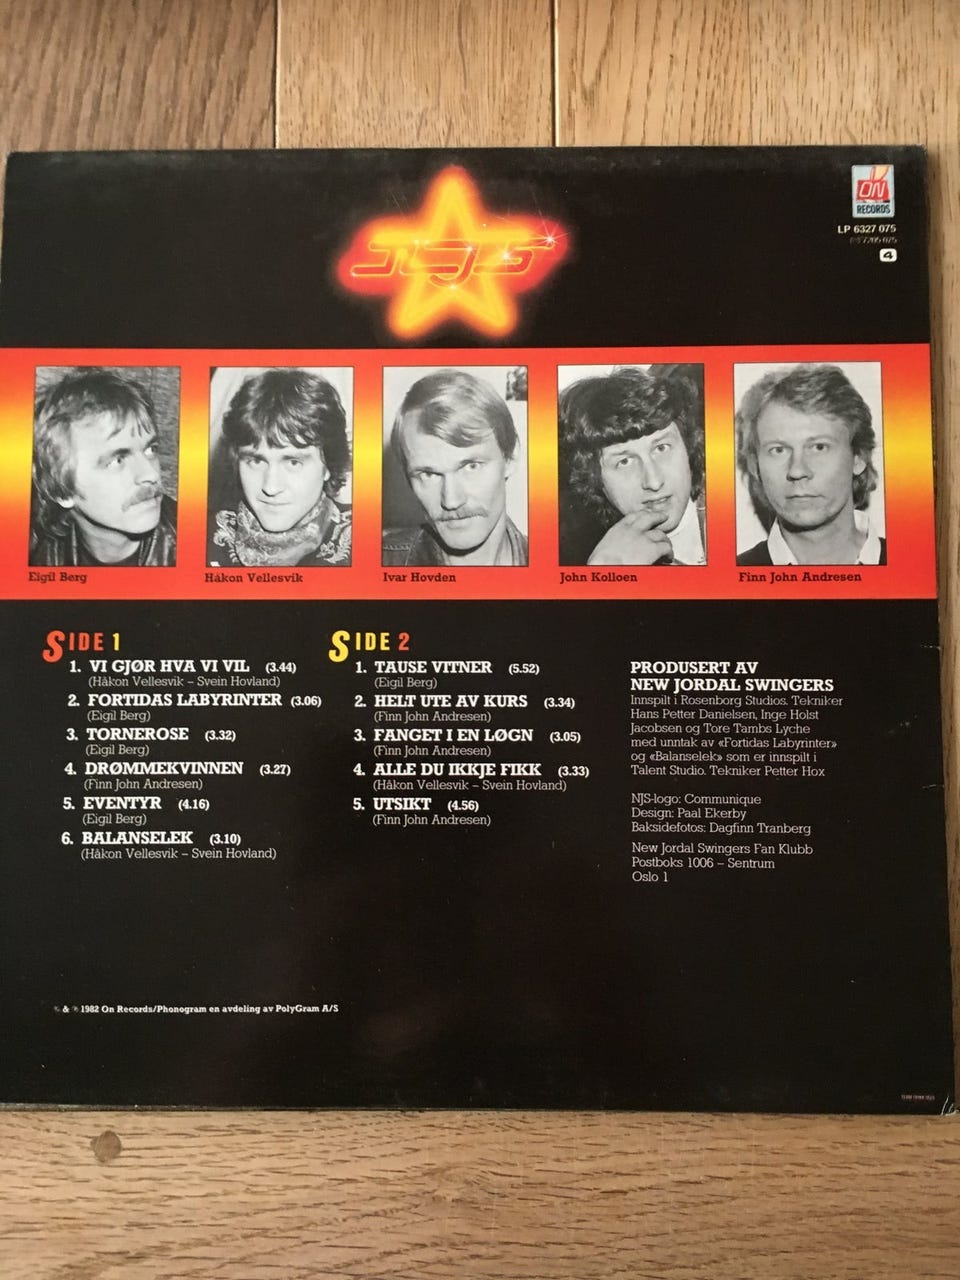 NJS
ON
RECORDS
LP 6327 075
7205 075
4
Eigil Berg
Håkon Vellesvik
Ivar Hovden
John Kolloen
Finn John Andresen
SIDE 1
1. VI GJØR HVA VI VIL (3.44)
(Håkon Vellesvik – Svein Hovland)
2. FORTIDAS LABYRINTER (3.06)
(Eigil Berg)
3. TORNEROSE (3.32)
(Eigil Berg)
4. DRØMMEKVINNEN (3.27)
(Finn John Andresen)
5. EVENTYR (4.16)
(Eigil Berg)
6. BALANSELEK (3.10)
(Håkon Vellesvik – Svein Hovland)
SIDE 2
1. TAUSE VITNER (5.52)
(Eigil Berg)
2. HELT UTE AV KURS (3.34)
(Finn John Andresen)
3. FANGET I EN LØGN (3.05)
(Finn John Andresen)
4. ALLE DU IKKJE FIKK (3.33)
(Håkon Vellesvik – Svein Hovland)
5. UTSIKT (4.56)
(Finn John Andresen)
PRODUSERT AV
NEW JORDAL SWINGERS
Innspilt i Rosenborg Studios. Tekniker
Hans Petter Danielsen, Inge Holst
Jacobsen og Tore Tambs Lyche
med unntak av «Fortidas Labyrinter»
og «Balanselek» som er innspilt i
Talent Studio. Tekniker Petter Hox
NJS-logo: Communique
Design: Paal Ekerby
Baksidefotos: Dagfinn Tranberg
New Jordal Swingers Fan Klubb
Postboks 1006 – Sentrum
Oslo 1
℗ & © 1982 On Records/Phonogram en avdeling av PolyGram A/S